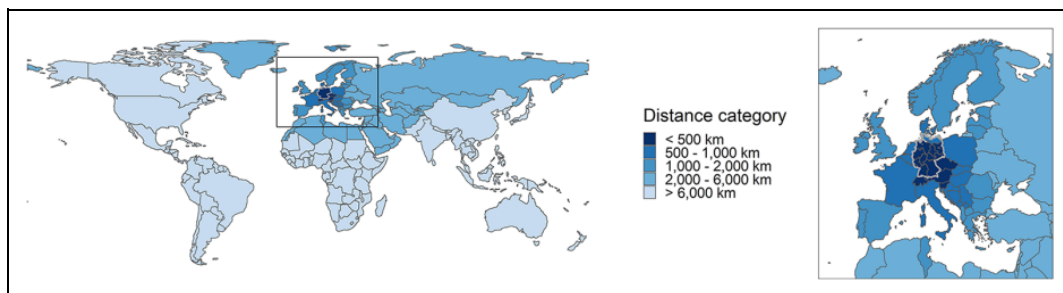 Distance category
< 500 km
500 - 1,000 km
1,000 - 2,000 km
2,000 - 6,000 km
> 6,000 km